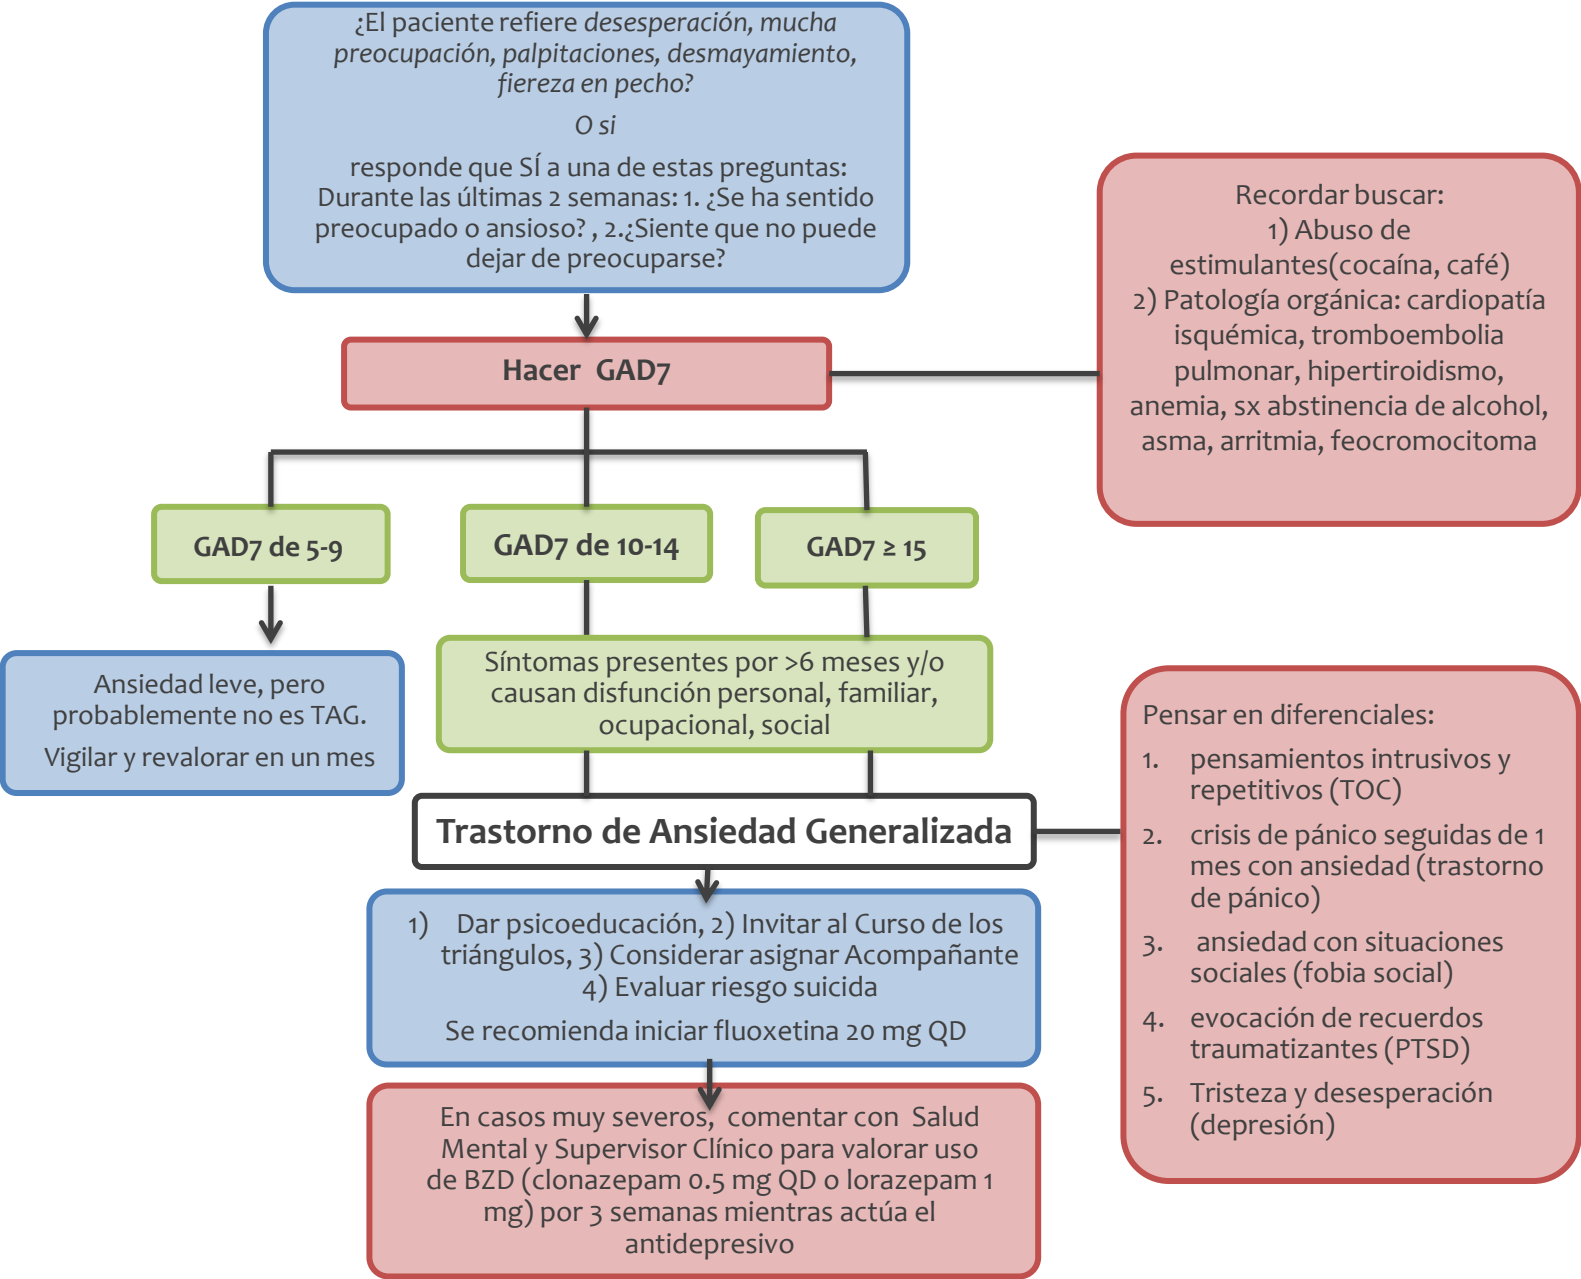 ¿El paciente refiere desesperación, mucha
preocupación, palpitaciones, desmayamiento,
fiereza en pecho?
O si
responde que SÍ a una de estas preguntas:
Durante las últimas 2 semanas: 1. ¿Se ha sentido
preocupado o ansioso? , 2.¿Siente que no puede
dejar de preocuparse?
Hacer GAD7
Recordar buscar:
1) Abuso de
estimulantes(cocaína, café)
2) Patología orgánica: cardiopatía
isquémica, tromboembolia
pulmonar, hipertiroidismo,
anemia, sx abstinencia de alcohol,
asma, arritmia, feocromocitoma
GAD7 de 5-9
GAD7 de 10-14
GAD7 ≥ 15
Ansiedad leve, pero
probablemente no es TAG.
Vigilar y revalorar en un mes
Síntomas presentes por >6 meses y/o
causan disfunción personal, familiar,
ocupacional, social
Trastorno de Ansiedad Generalizada
Pensar en diferenciales:
1. pensamientos intrusivos y
repetitivos (TOC)
2. crisis de pánico seguidas de 1
mes con ansiedad (trastorno
de pánico)
3. ansiedad con situaciones
sociales (fobia social)
4. evocación de recuerdos
traumatizantes (PTSD)
5. Tristeza y desesperación
(depresión)
1) Dar psicoeducación, 2) Invitar al Curso de los
triángulos, 3) Considerar asignar Acompañante
4) Evaluar riesgo suicida
Se recomienda iniciar fluoxetina 20 mg QD
En casos muy severos, comentar con Salud
Mental y Supervisor Clínico para valorar uso
de BZD (clonazepam 0.5 mg QD o lorazepam 1
mg) por 3 semanas mientras actúa el
antidepresivo